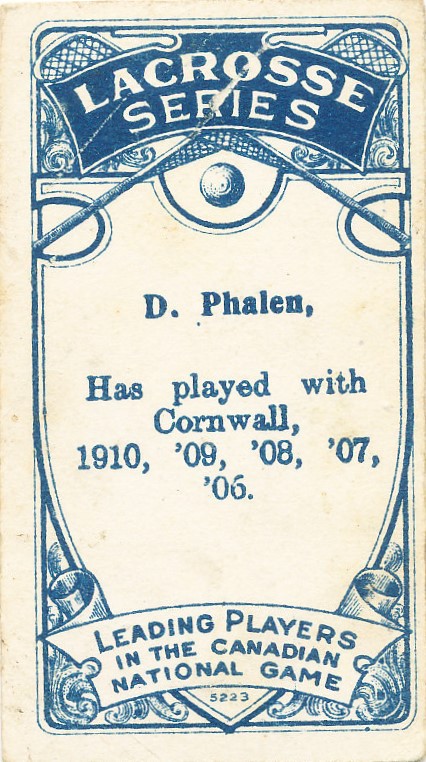 LACROSSE
SERIES
D. Phalen,
Has played with
Cornwall,
1910, '09, '08, '07,
'06.
LEADING PLAYERS
IN THE CANADIAN
NATIONAL GAME
5223